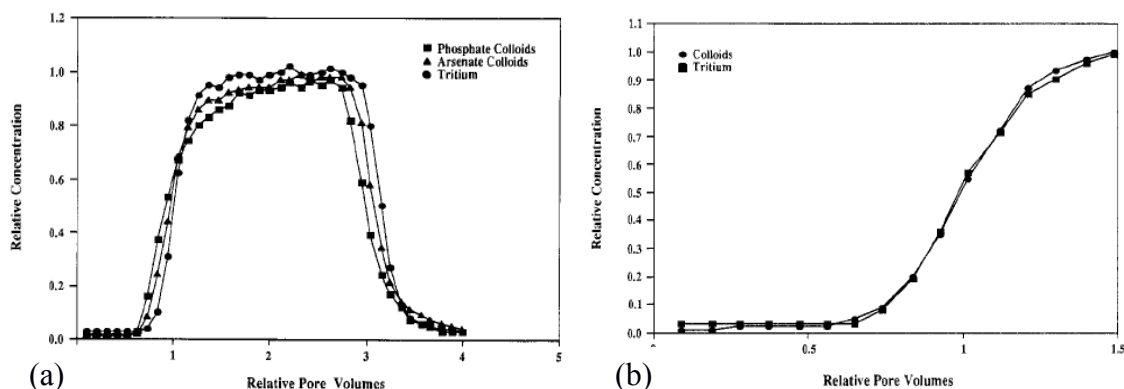 1.2
1.0
0.8
0.6
0.4
0.2
0.0
Relative Concentration
Phosphate Colloids
Arsenate Colloids
Tritium
1
2
3
4
5
Relative Pore Volumes
(a)
1.1
1.0
0.9
0.8
0.7
0.6
0.5
0.4
0.3
0.2
0.1
0.0
Relative Concentration
Colloids
Tritium
0.5
1
1.5
Relative Pore Volumes
(b)